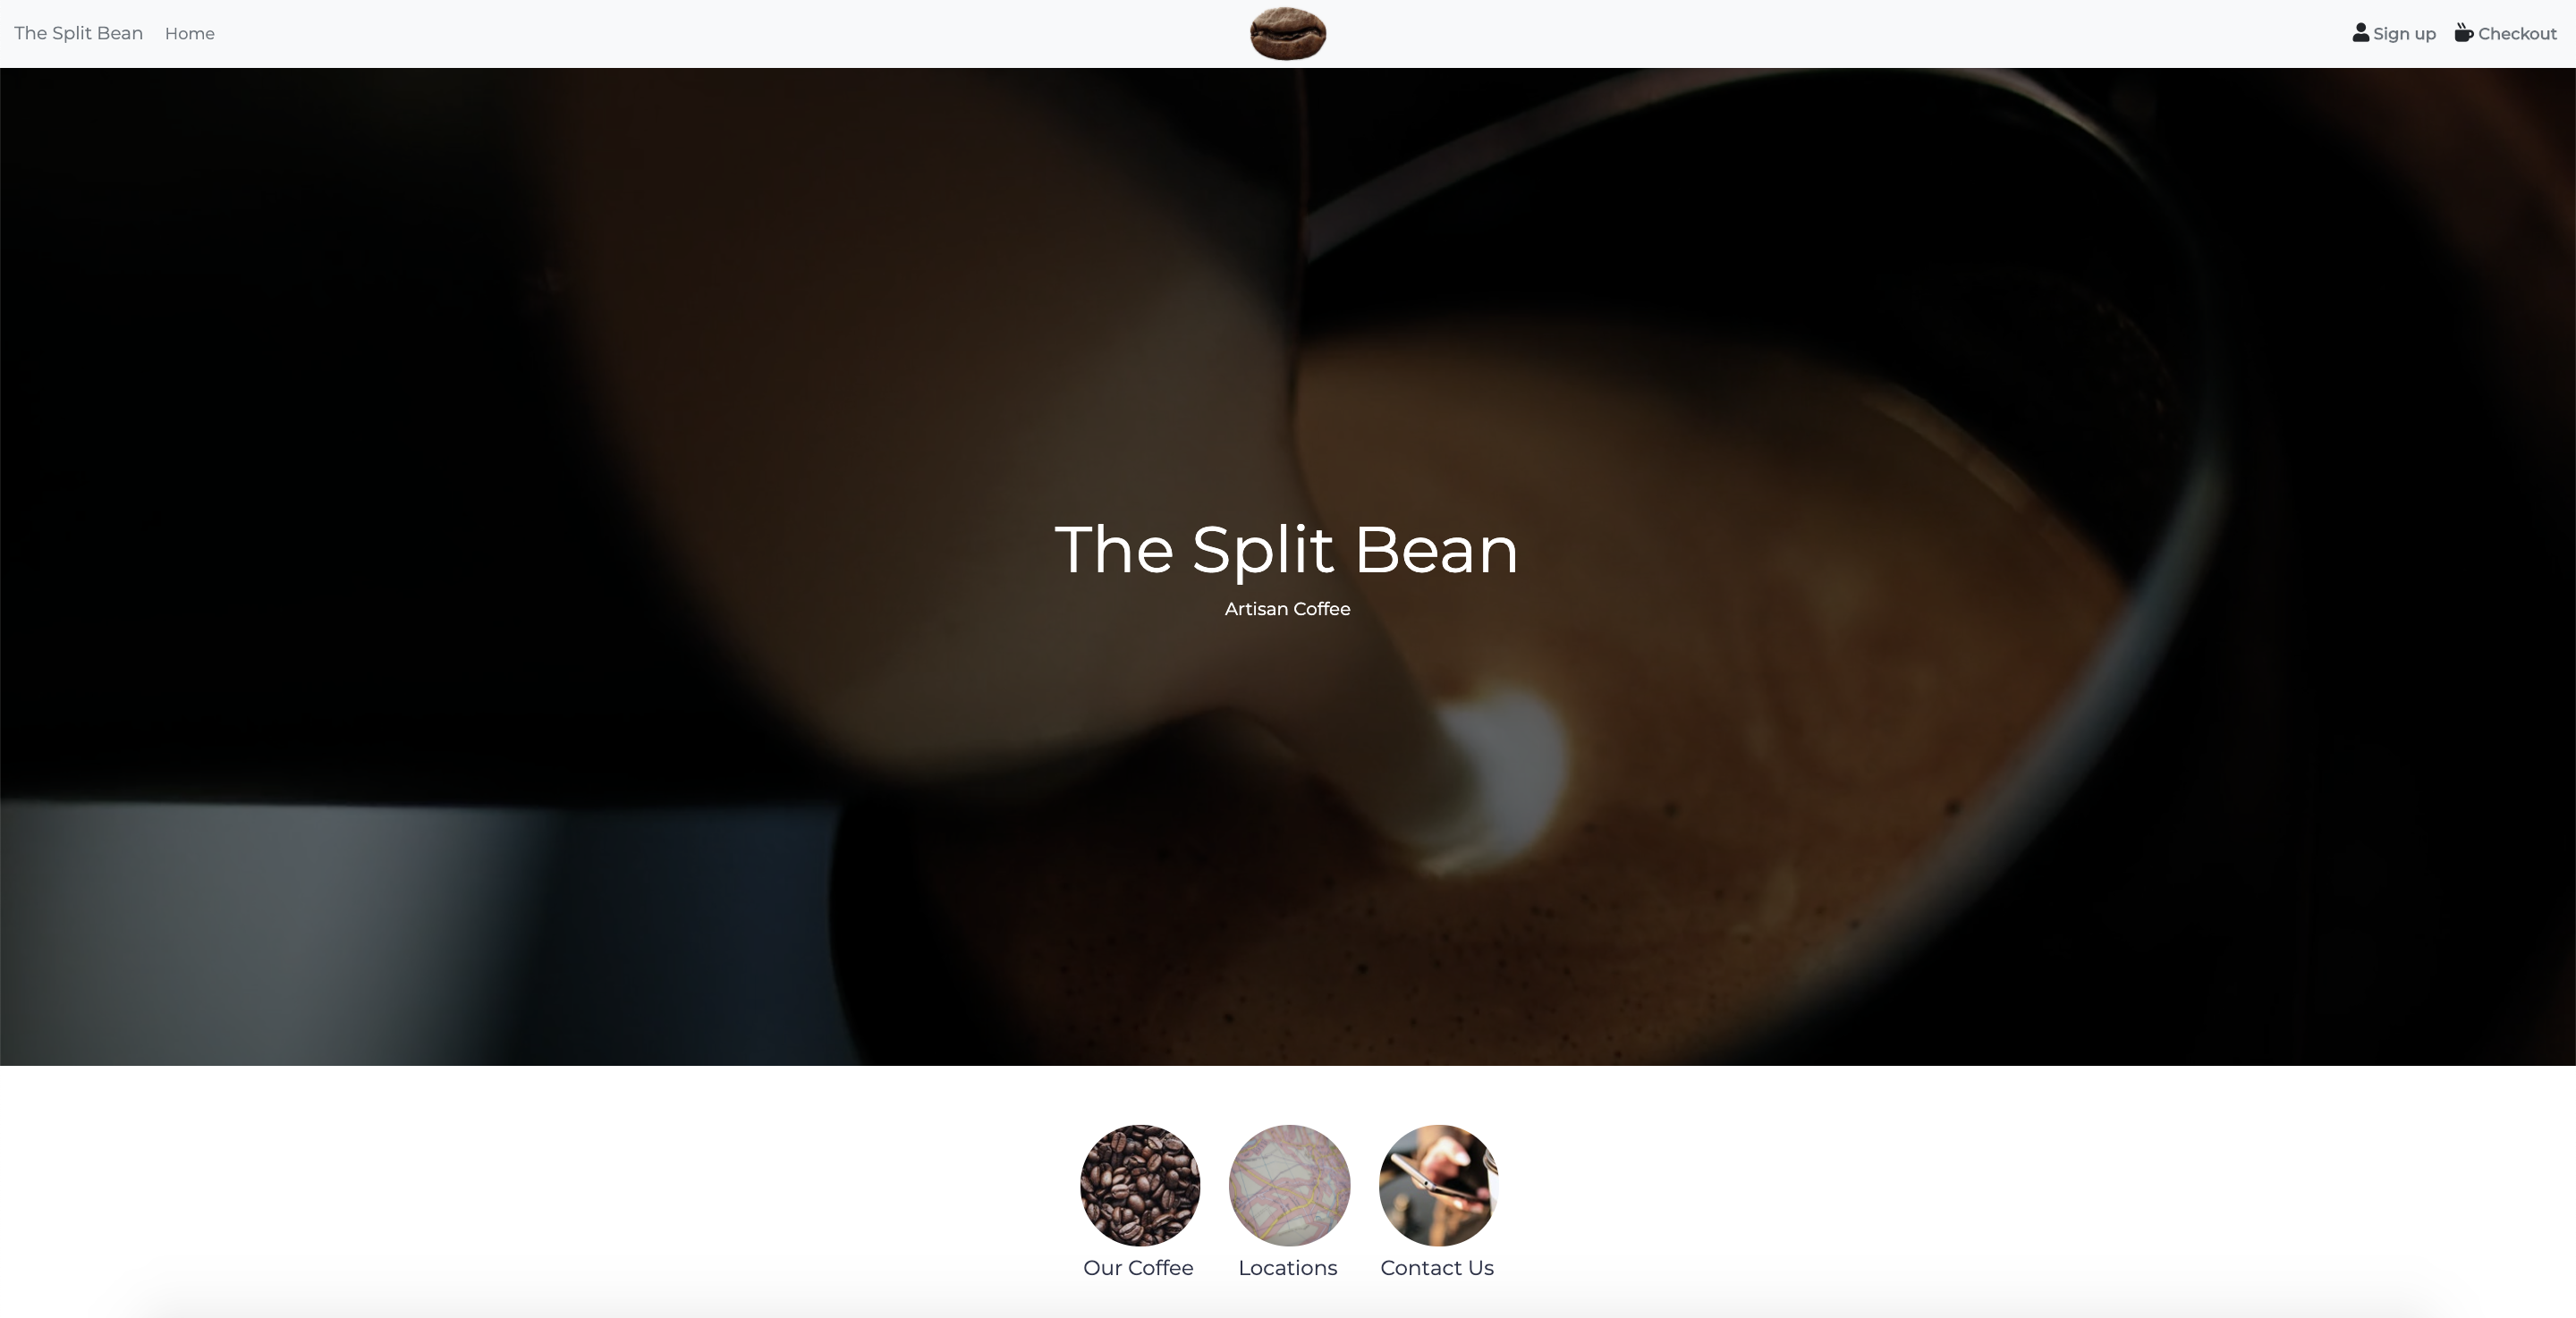 The Split Bean Home Sign up Checkout
The Split Bean
Artisan Coffee
Our Coffee Locations Contact Us